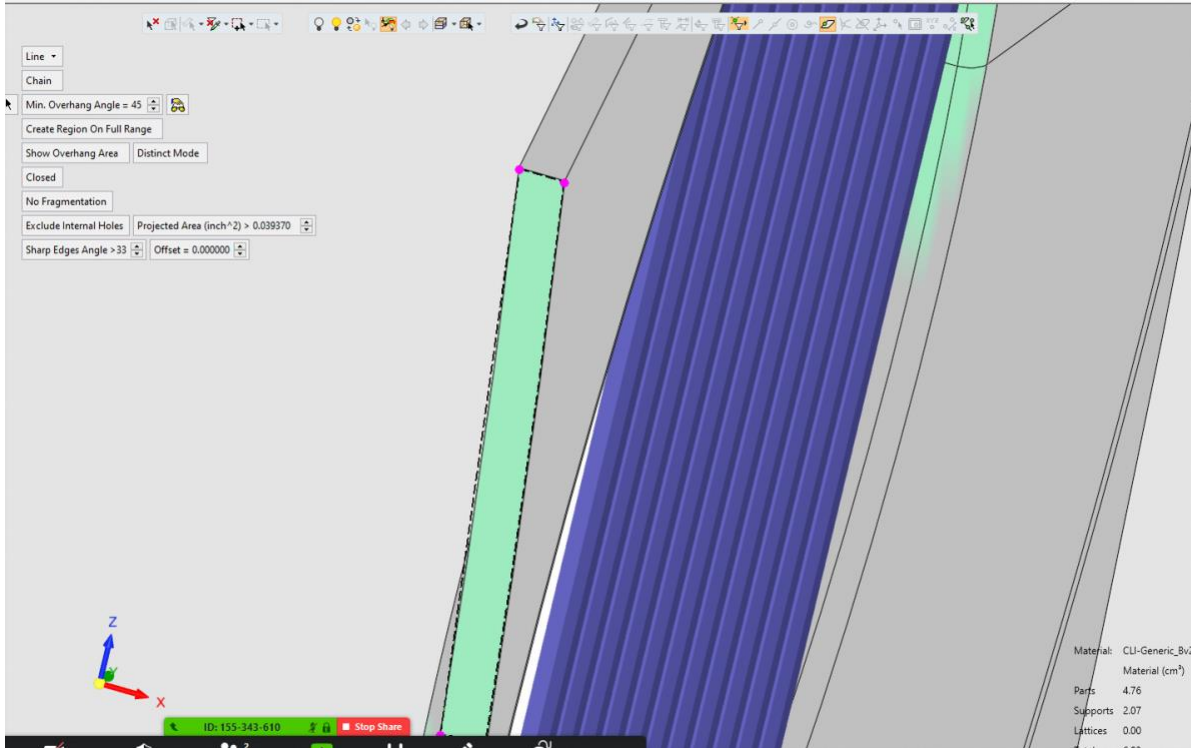 Line
Chain
Min. Overhang Angle = 45
Create Region On Full Range
Show Overhang Area Distinct Mode
Closed
No Fragmentation
Exclude Internal Holes Projected Area (inch^2) > 0.039370
Sharp Edges Angle >33 Offset = 0.000000
Z
Y
X
ID: 155-343-610 Stop Share
Material: CLI-Generic_Bv2
Material (cm³)
Parts 4.76
Supports 2.07
Lattices 0.00